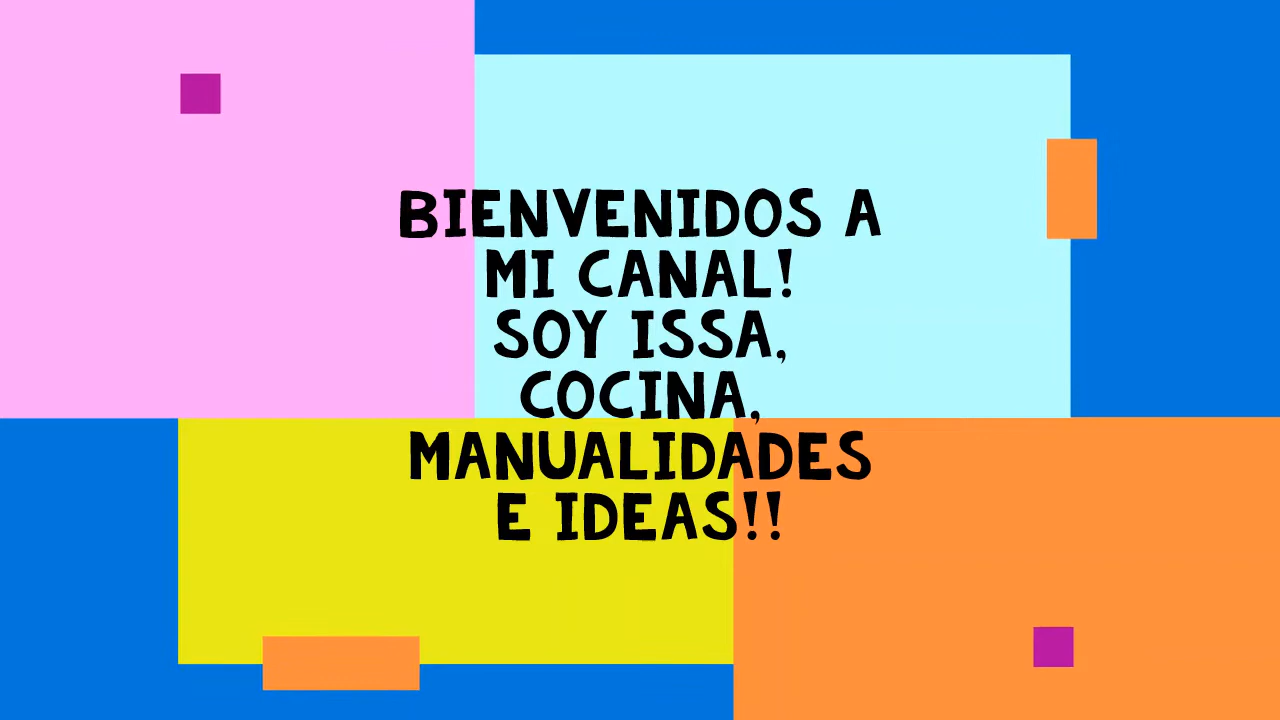 BIENVENIDOS A
MI CANAL!
SOY ISSA,
COCINA,
MANUALIDADES
E IDEAS!!